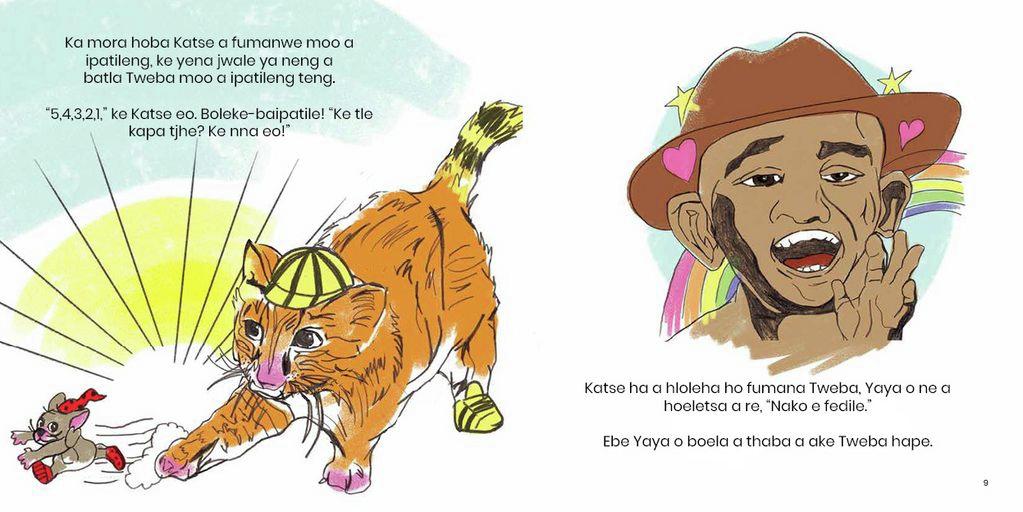 Ka mora hoba Katse a fumanwe moo a
ipatileng, ke yena jwale ya neng a
batla Tweba moo a ipatileng teng.
“5,4,3,2,1,” ke Katse eo. Boleke-baipatile! “Ke tle
kapa tjhe? Ke nna eo!”
Katse ha a hloleha ho fumana Tweba, Yaya o ne a
hoeletsa a re, “Nako e fedile.”
Ebe Yaya o boela a thaba a ake Tweba hape.
9